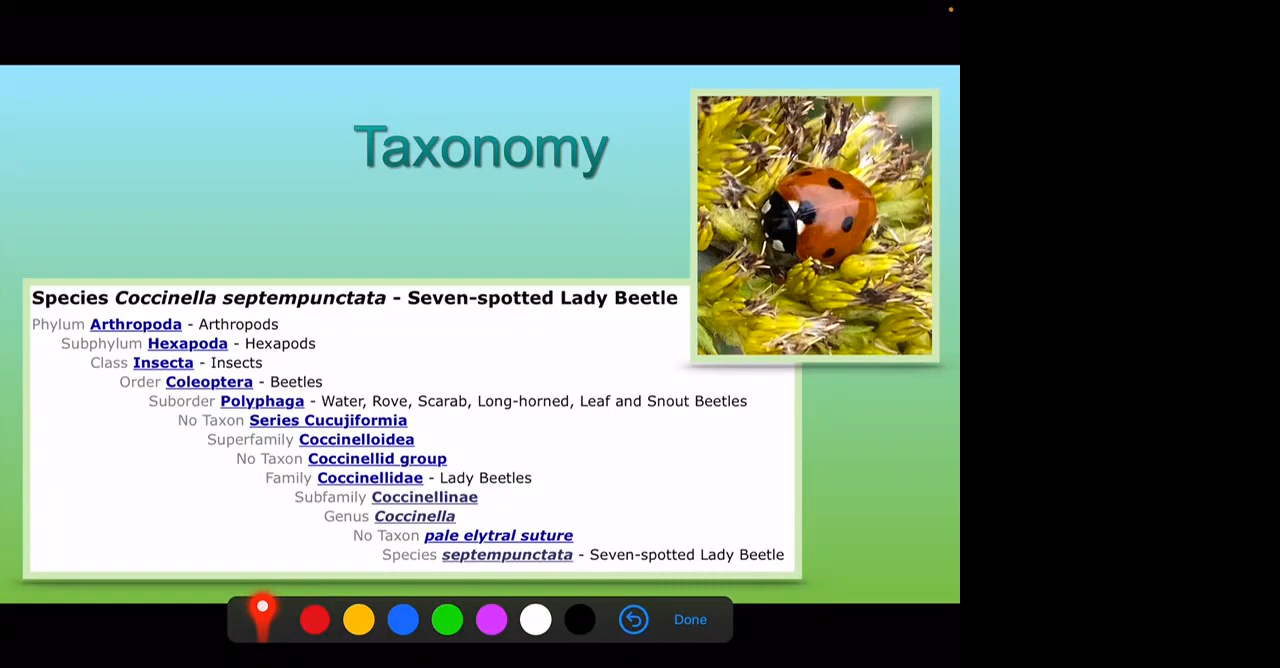 Taxonomy
Species Coccinella septempunctata - Seven-spotted Lady Beetle
Phylum Arthropoda - Arthropods
Subphylum Hexapoda - Hexapods
Class Insecta - Insects
Order Coleoptera - Beetles
Suborder Polyphaga - Water, Rove, Scarab, Long-horned, Leaf and Snout Beetles
No Taxon Series Cucujiformia
Superfamily Coccinelloidea
No Taxon Coccinellid group
Family Coccinellidae - Lady Beetles
Subfamily Coccinellinae
Genus Coccinella
No Taxon pale elytral suture
Species septempunctata - Seven-spotted Lady Beetle
Done